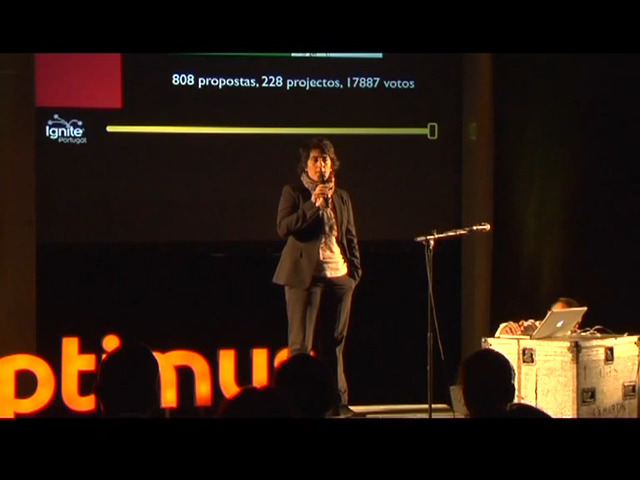 808 propostas, 228 projectos, 17887 votos
Ignite
Portugal
ptimus